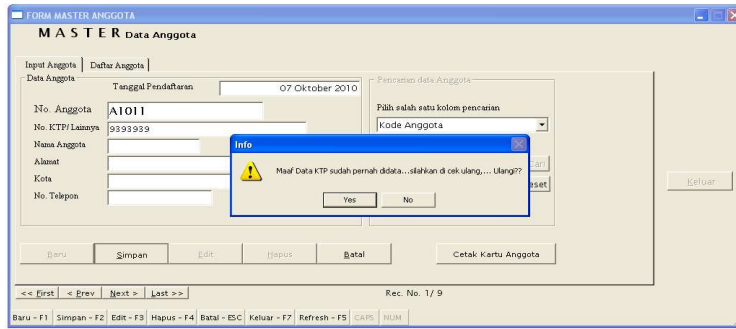 FORM MASTER ANGGOTA
MASTER Data Anggota
Input Anggota Daftar Anggota
Data Anggota
Tanggal Pendaftaran 07 Oktober 2010
No. Anggota A1011
No. KTP/ Lainnya 9393939
Nama Anggota
Alamat
Kota
No. Telepon
Pencarian data Anggota
Pilih salah satu kolom pencarian
Kode Anggota
Cari
eset
Info
Maaf Data KTP sudah pernah didata...silahkan di cek ulang,... Ulangi??
Yes No
Keluar
Baru Simpan Edit Hapus Batal Cetak Kartu Anggota
<< First < Prev Next > Last >> Rec. No. 1/ 9
Baru - F1 Simpan - F2 Edit - F3 Hapus - F4 Batal - ESC Keluar - F7 Refresh - F5 CAPS NUM